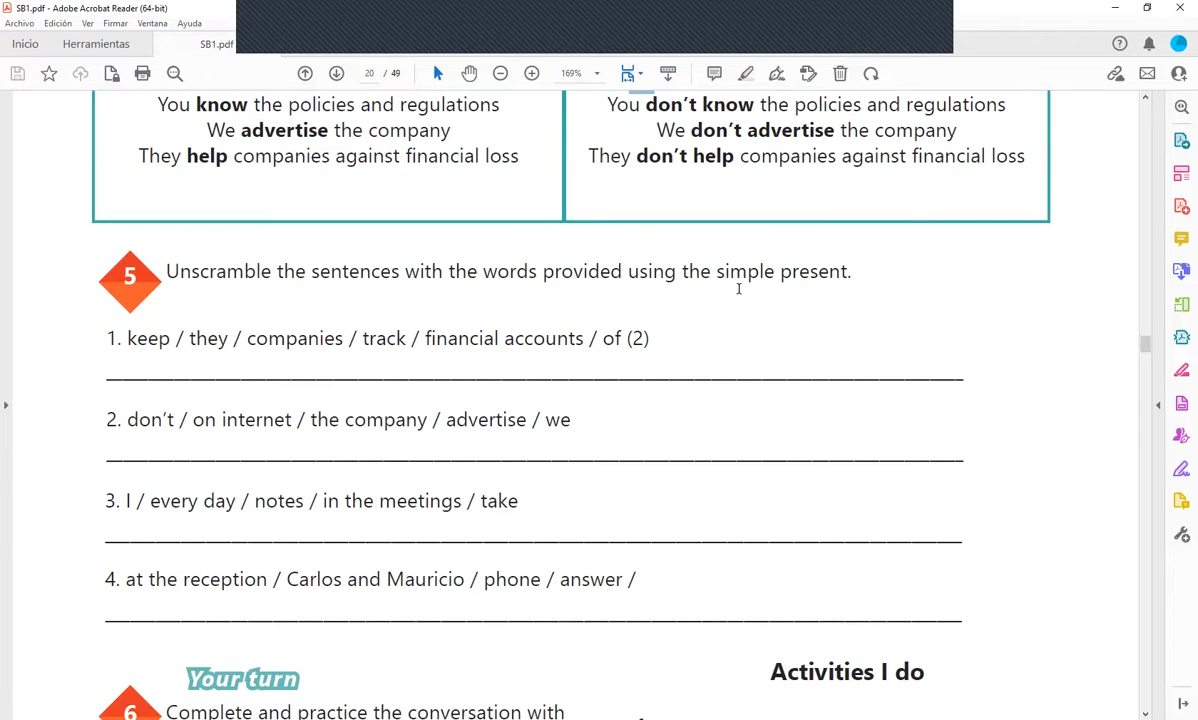 SB1.pdf - Adobe Acrobat Reader (64-bit)
Archivo Edición Ver Firmar Ventana Ayuda
Inicio Herramientas SB1.pdf
20 / 49 169%
You know the policies and regulations
We advertise the company
They help companies against financial loss
You don't know the policies and regulations
We don't advertise the company
They don't help companies against financial loss
5 Unscramble the sentences with the words provided using the simple present.
1. keep / they / companies / track / financial accounts / of (2)
2. don't / on internet / the company / advertise / we
3. I / every day / notes / in the meetings / take
4. at the reception / Carlos and Mauricio / phone / answer /
Your turn
Activities I do
6 Complete and practice the conversation with